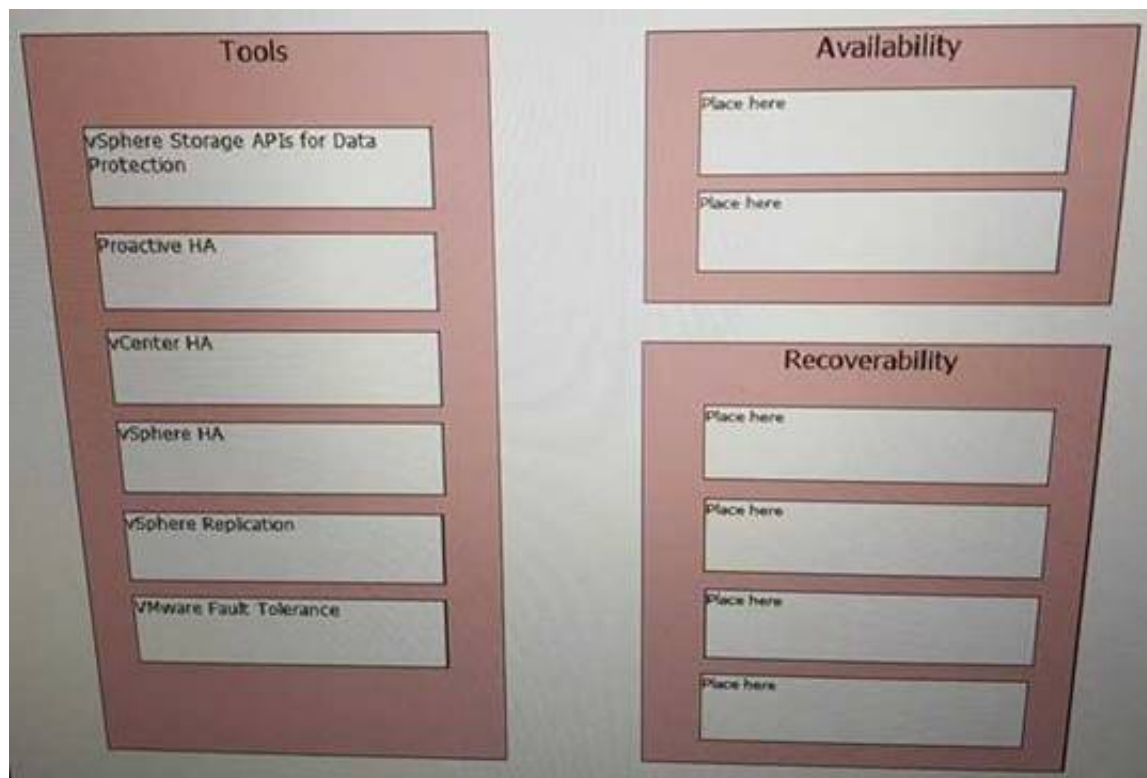 Tools
vSphere Storage APIs for Data
Protection
Proactive HA
vCenter HA
vSphere HA
vSphere Replication
VMware Fault Tolerance
Availability
Place here
Place here
Recoverability
Place here
Place here
Place here
Place here